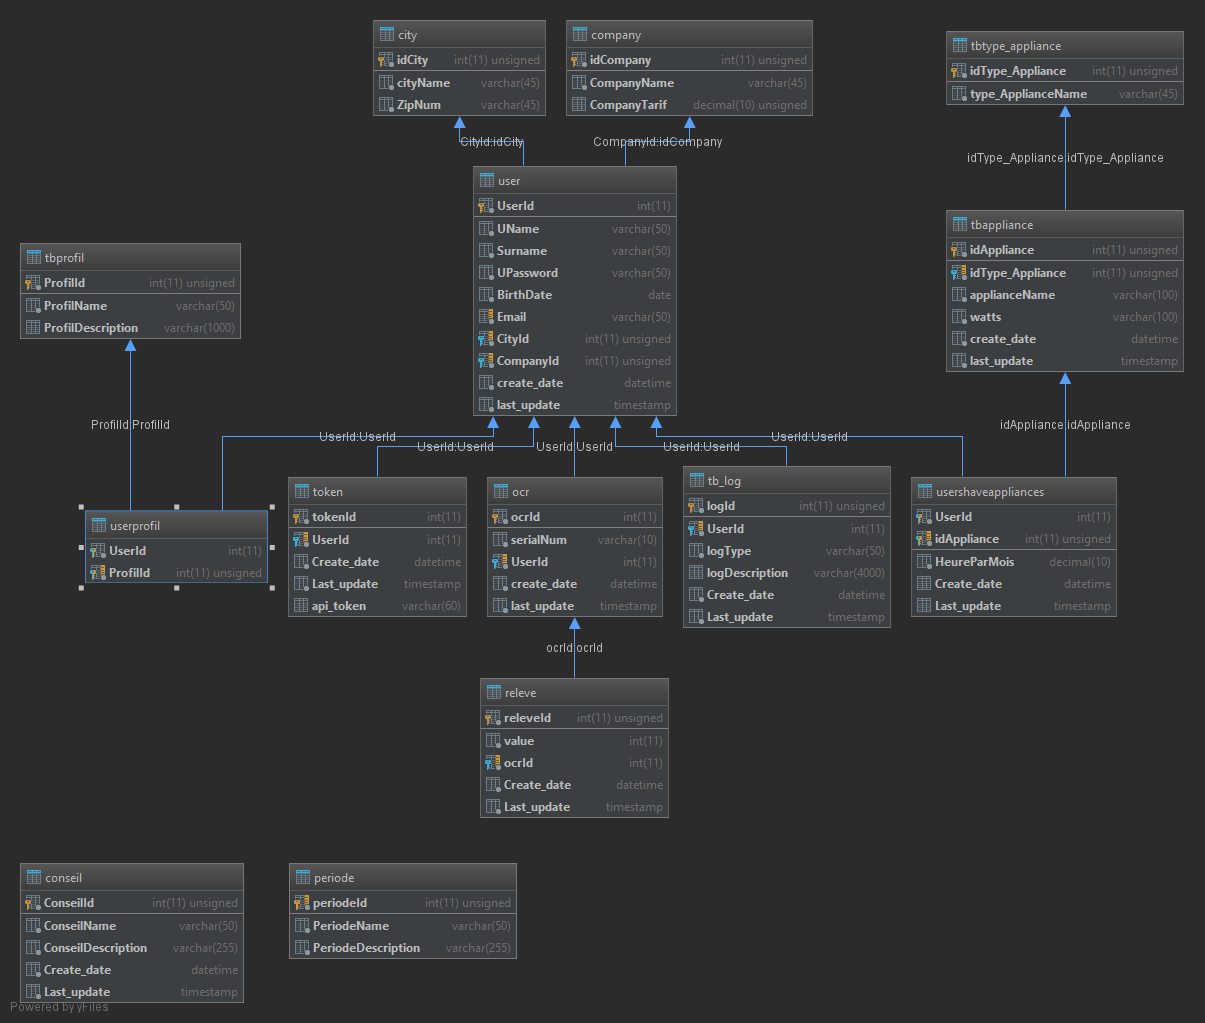 city
idCity int(11) unsigned
cityName varchar(45)
ZipNum varchar(45)
company
idCompany int(11) unsigned
CompanyName varchar(45)
CompanyTarif decimal(10) unsigned
tbtype_appliance
idType_Appliance int(11) unsigned
type_ApplianceName varchar(45)
CityId:idCity
CompanyId:idCompany
idType_Appliance:idType_Appliance
user
UserId int(11)
UName varchar(50)
Surname varchar(50)
UPassword varchar(50)
BirthDate date
Email varchar(50)
CityId int(11) unsigned
CompanyId int(11) unsigned
create_date datetime
last_update timestamp
tbappliance
idAppliance int(11) unsigned
idType_Appliance int(11) unsigned
applianceName varchar(100)
watts varchar(100)
create_date datetime
last_update timestamp
tbprofil
ProfilId int(11) unsigned
ProfilName varchar(50)
ProfilDescription varchar(1000)
ProfilId:ProfilId
UserId:UserId
UserId:UserId
UserId:UserId
UserId:UserId
UserId:UserId
idAppliance:idAppliance
userprofil
UserId int(11)
ProfilId int(11) unsigned
token
tokenId int(11)
UserId int(11)
Create_date datetime
Last_update timestamp
api_token varchar(60)
ocr
ocrId int(11)
serialNum varchar(10)
UserId int(11)
create_date datetime
last_update timestamp
tb_log
logId int(11) unsigned
UserId int(11)
logType varchar(50)
logDescription varchar(4000)
Create_date datetime
Last_update timestamp
usershaveappliances
UserId int(11)
idAppliance int(11) unsigned
HeureParMois decimal(10)
Create_date datetime
Last_update timestamp
ocrId:ocrId
releve
releveId int(11) unsigned
value int(11)
ocrId int(11)
Create_date datetime
Last_update timestamp
conseil
ConseilId int(11) unsigned
ConseilName varchar(50)
ConseilDescription varchar(255)
Create_date datetime
Last_update timestamp
periode
periodeId int(11) unsigned
PeriodeName varchar(50)
PeriodeDescription varchar(255)
Powered by yFiles